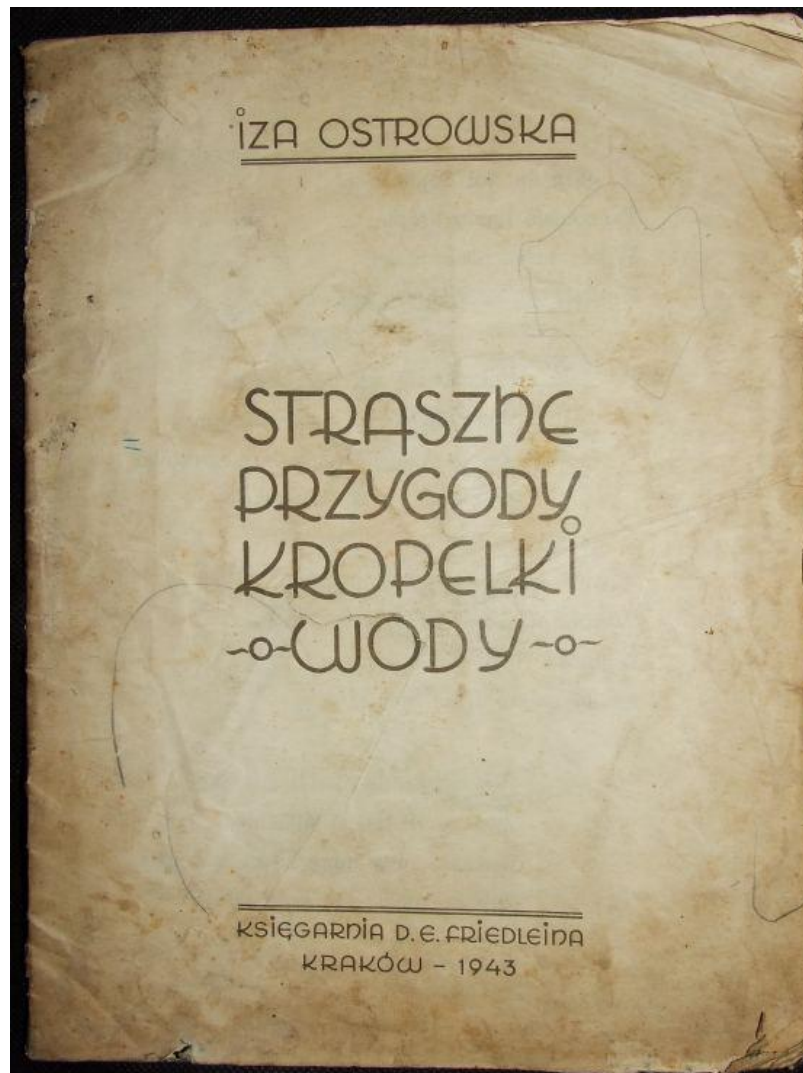 IZA OSTROWSKA
STRASZNE
PRZYGODY
KROPELKI
-o-WODY-o-
KSIĘGARNIA D. E. FRIEDLEINA
KRAKÓW - 1943